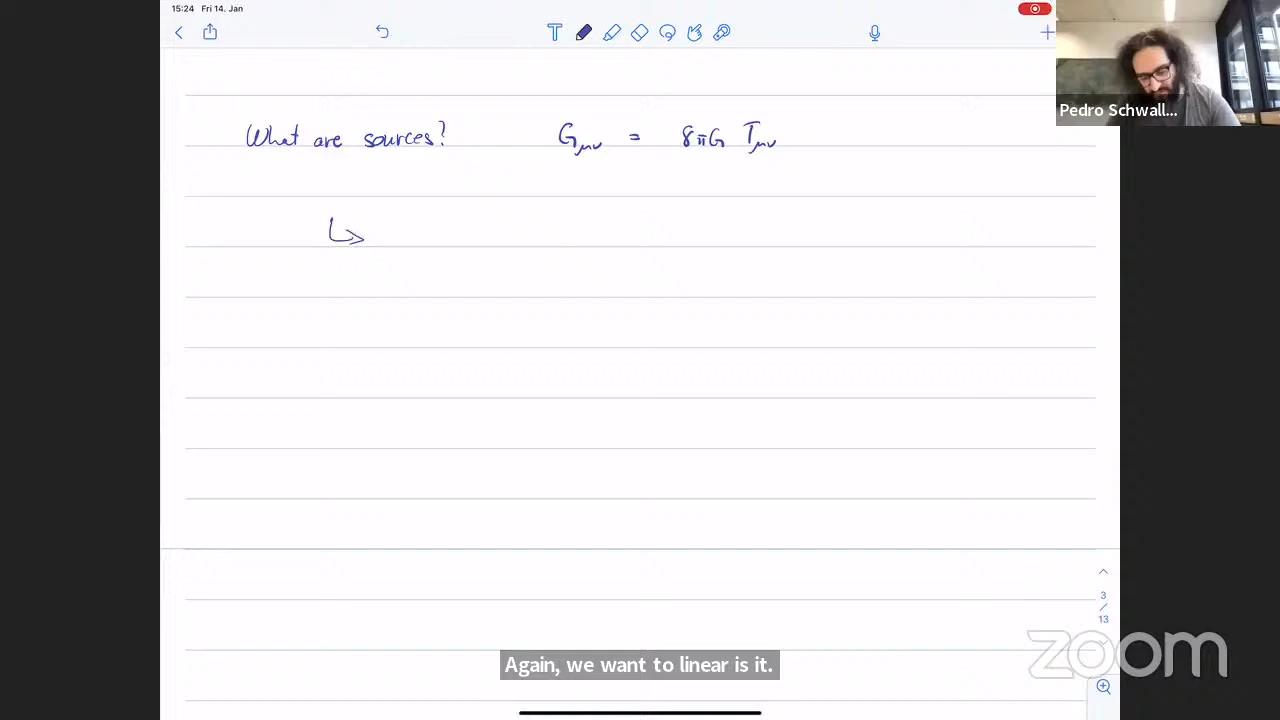 15:24 Fri 14. Jan
Pedro Schwall...
What are sources? G_μν = 8πG T_μν
3
/
13
zoom
Again, we want to linear is it.